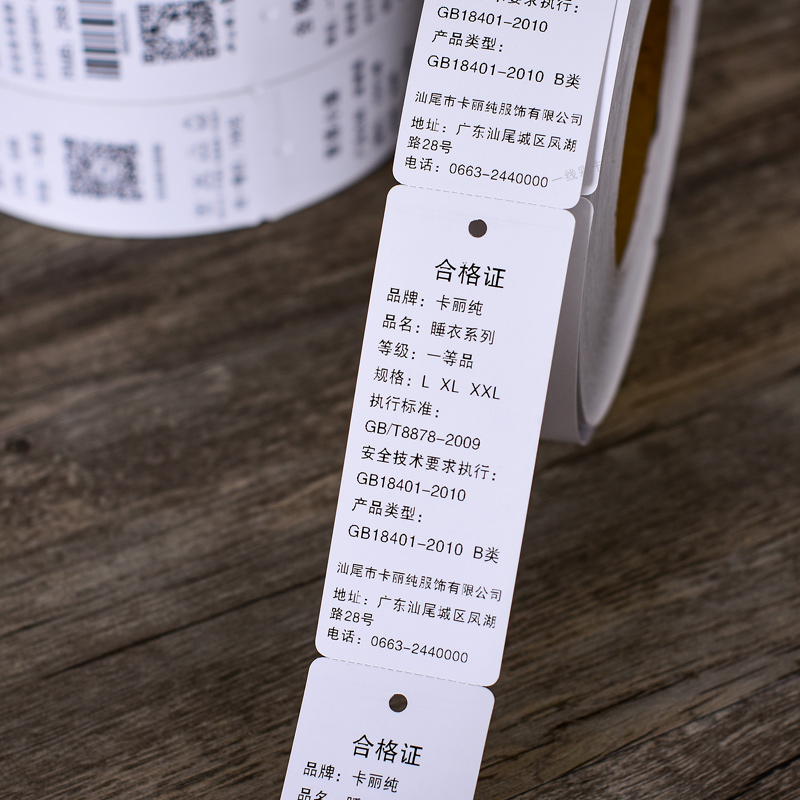 GB18401-2010
产品类型：
GB18401-2010 B类
汕尾市卡丽纯服饰有限公司
地址：广东汕尾城区凤湖
路28号
电话：0663-2440000
合格证
品牌：卡丽纯
品名：睡衣系列
等级：一等品
规格：L XL XXL
执行标准：
GB/T8878-2009
安全技术要求执行：
GB18401-2010
产品类型：
GB18401-2010 B类
汕尾市卡丽纯服饰有限公司
地址：广东汕尾城区凤湖
路28号
电话：0663-2440000
合格证
品牌：卡丽纯
品名：